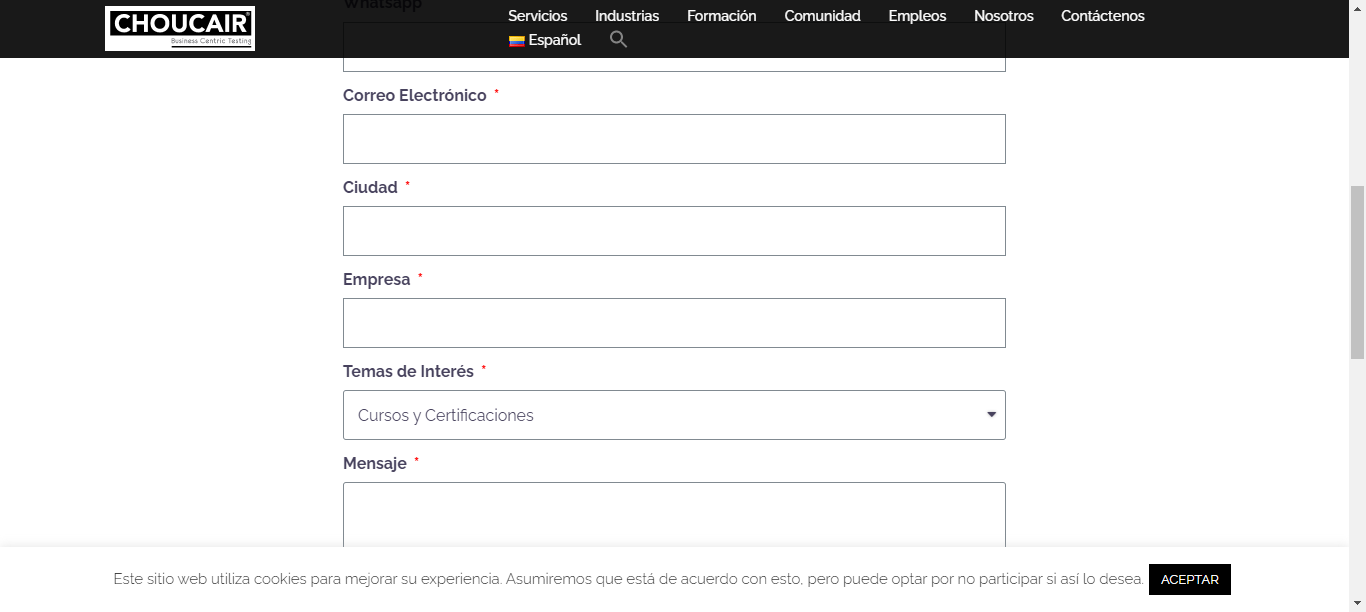 Whatsapp
CHOUCAIR®
Business Centric Testing
Servicios Industrias Formación Comunidad Empleos Nosotros Contáctenos
Español
Correo Electrónico *
Ciudad *
Empresa *
Temas de Interés *
Cursos y Certificaciones
Mensaje *
Este sitio web utiliza cookies para mejorar su experiencia. Asumiremos que está de acuerdo con esto, pero puede optar por no participar si así lo desea. ACEPTAR